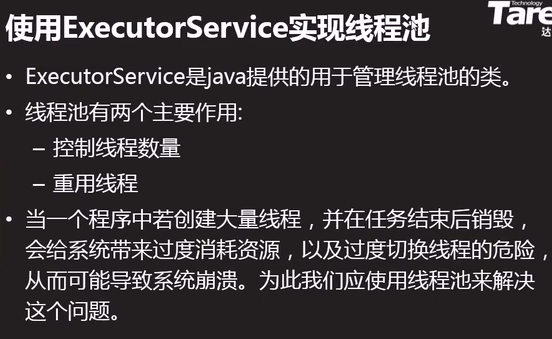 Technology
Tare
达
使用ExecutorService实现线程池
• ExecutorService是java提供的用于管理线程池的类。
• 线程池有两个主要作用:
– 控制线程数量
– 重用线程
• 当一个程序中若创建大量线程，并在任务结束后销毁，
会给系统带来过度消耗资源，以及过度切换线程的危险，
从而可能导致系统崩溃。为此我们应使用线程池来解决
这个问题。